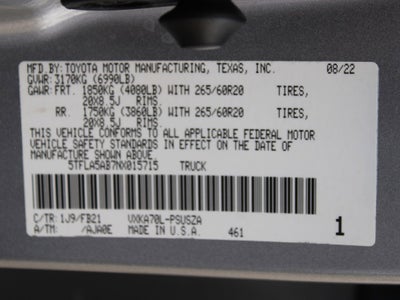 MFD.BY:TOYOTA MOTOR MANUFACTURING, TEXAS, INC. 08/22
GVWR:3170KG (6990LB)
GAWR:FRT. 1850KG (4080LB) WITH 265/60R20 TIRES,
20X8.5J RIMS.
RR. 1750KG (3860LB) WITH 265/60R20 TIRES,
20X8.5J RIMS.
THIS VEHICLE CONFORMS TO ALL APPLICABLE FEDERAL MOTOR
VEHICLE SAFETY STANDARDS IN EFFECT ON THE DATE OF
MANUFACTURE SHOWN ABOVE.
5TFLA5AB7NX015715 TRUCK
C/TR:1J9/FB21 VXKA70L-PSUSZA 1
A/TM: /AJA0E MADE IN U.S.A. 461